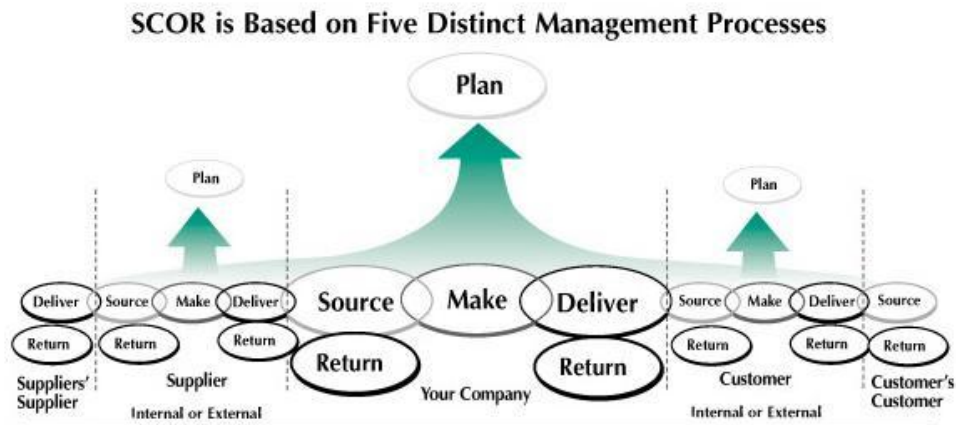 SCOR is Based on Five Distinct Management Processes
Plan
Plan
Plan
Deliver Source Make Deliver Source Make Deliver Source Make Deliver Source
Return Return Return Return Return Return Return Return
Suppliers' Supplier
Supplier
Internal or External
Your Company
Customer
Internal or External
Customer's
Customer